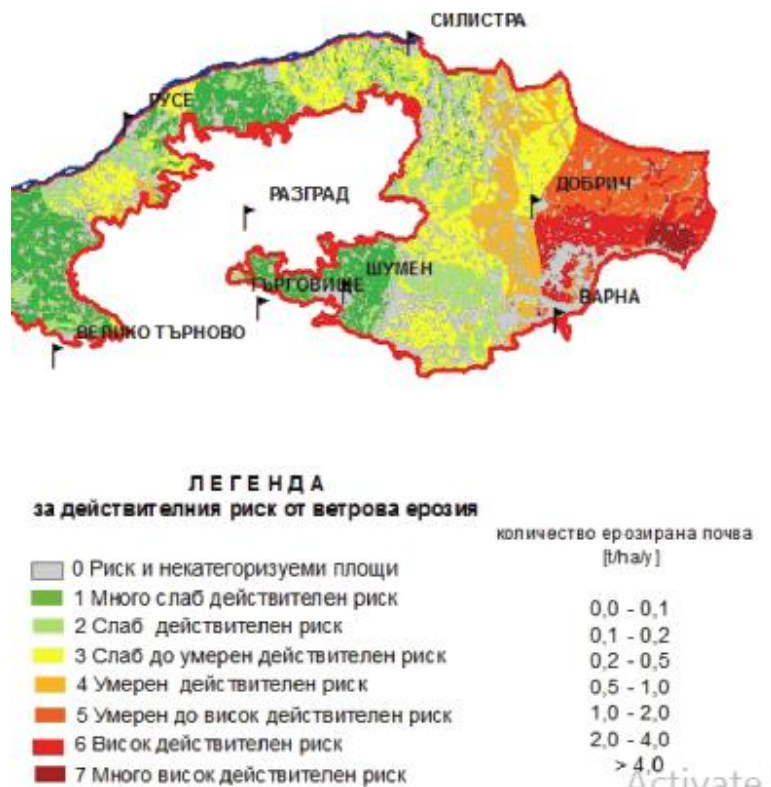 СИЛИСТРА
РУСЕ
ДОБРИЧ
РАЗГРАД
ШУМЕН
ТЪРГОВИЩЕ
ВАРНА
ВЕЛИКО ТЪРНОВО
ЛЕГЕНДА
за действителния риск от ветрова ерозия
количество ерозирана почва
[t/ha/y]
0 Риск и некатегоризуеми площи
1 Много слаб действителен риск
0,0 - 0,1
2 Слаб действителен риск
0,1 - 0,2
3 Слаб до умерен действителен риск
0,2 - 0,5
4 Умерен действителен риск
0,5 - 1,0
5 Умерен до висок действителен риск
1,0 - 2,0
6 Висок действителен риск
2,0 - 4,0
7 Много висок действителен риск
> 4,0
Activate